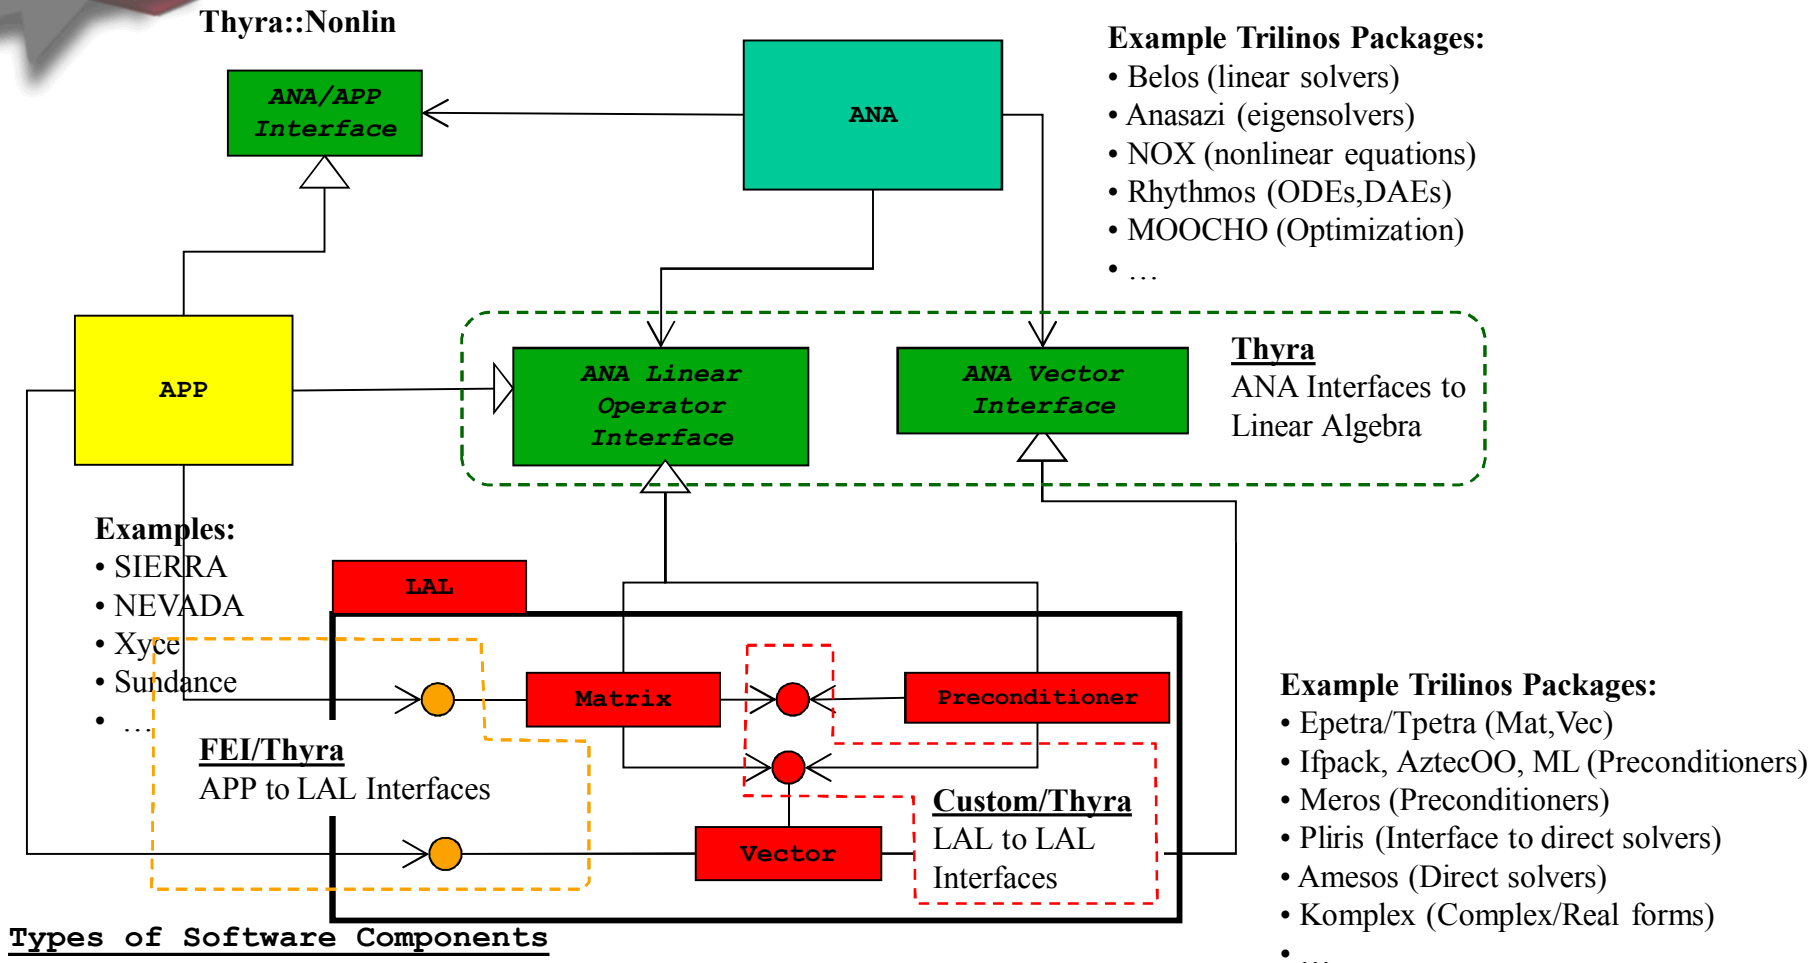 Thyra::Nonlin
ANA/APP
Interface
ANA
Example Trilinos Packages:
• Belos (linear solvers)
• Anasazi (eigensolvers)
• NOX (nonlinear equations)
• Rhythmos (ODEs,DAEs)
• MOOCHO (Optimization)
• …
APP
ANA Linear
Operator
Interface
ANA Vector
Interface
Thyra
ANA Interfaces to
Linear Algebra
Examples:
• SIERRA
• NEVADA
• Xyce
• Sundance
• …
LAL
Matrix
Preconditioner
FEI/Thyra
APP to LAL Interfaces
Vector
Custom/Thyra
LAL to LAL
Interfaces
Example Trilinos Packages:
• Epetra/Tpetra (Mat,Vec)
• Ifpack, AztecOO, ML (Preconditioners)
• Meros (Preconditioners)
• Pliris (Interface to direct solvers)
• Amesos (Direct solvers)
• Komplex (Complex/Real forms)
• …
Types of Software Components